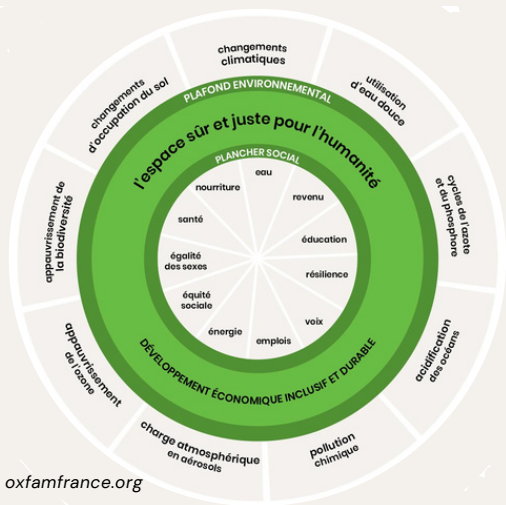 changements
climatiques
utilisation
d'eau douce
cycles de l'azote
et du phosphore
acidification
des océans
pollution
chimique
charge atmosphérique
en aérosols
appauvrissement
de l'ozone
appauvrissement de
la biodiversité
changements
d'occupation du sol
PLAFOND ENVIRONNEMENTAL
l'espace sûr et juste pour l'humanité
PLANCHER SOCIAL
eau
revenu
éducation
résilience
voix
emplois
énergie
équité
sociale
égalité
des sexes
santé
nourriture
DÉVELOPPEMENT ÉCONOMIQUE INCLUSIF ET DURABLE
oxfamfrance.org